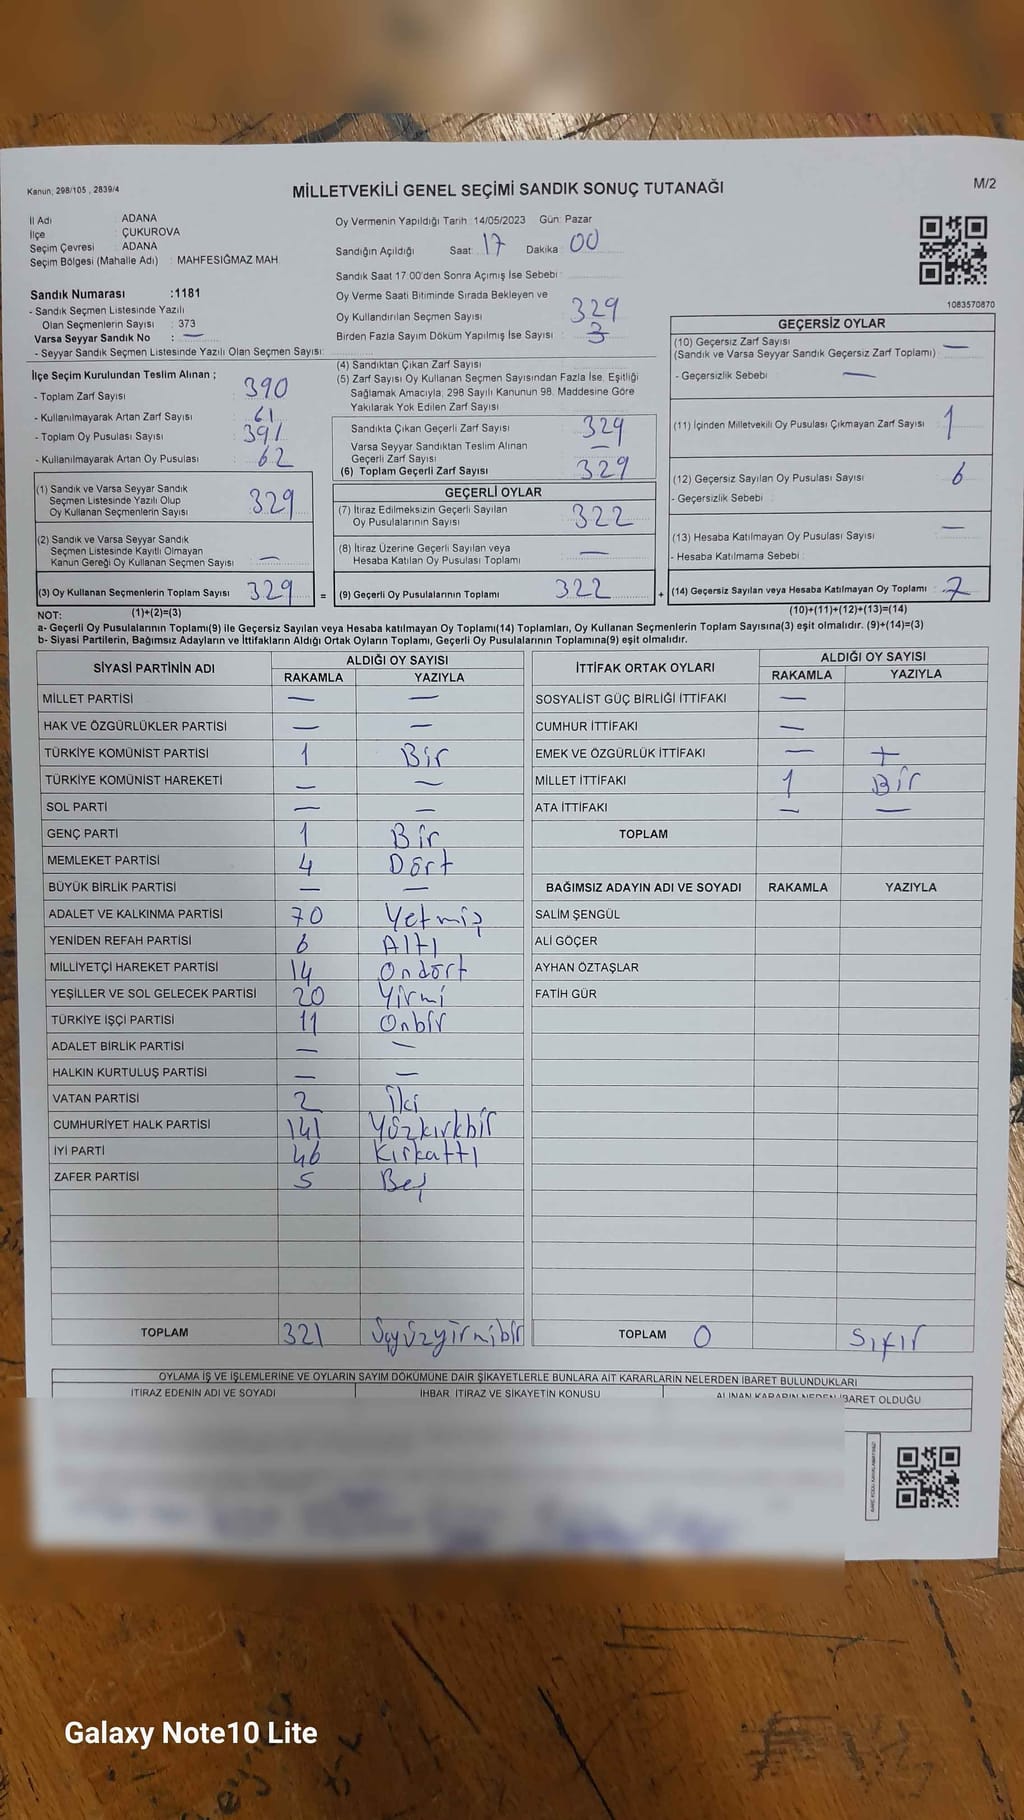 Kanun; 298/105 , 2839/4
MİLLETVEKİLİ GENEL SEÇİMİ SANDIK SONUÇ TUTANAĞI
M/2
İl Adı ADANA
İlçe ÇUKUROVA
Seçim Çevresi ADANA
Seçim Bölgesi (Mahalle Adı) : MAHFESIĞMAZ MAH
Sandık Numarası :1181
- Sandık Seçmen Listesinde Yazılı
Olan Seçmenlerin Sayısı : 373
Varsa Seyyar Sandık No : —
- Seyyar Sandık Seçmen Listesinde Yazılı Olan Seçmen Sayısı:
Oy Vermenin Yapıldığı Tarih :14/05/2023 Gün: Pazar
Sandığın Açıldığı Saat: 17 Dakika : 00
Sandık Saat 17:00'den Sonra Açımış İse Sebebi :
Oy Verme Saati Bitiminde Sırada Bekleyen ve
Oy Kullandırılan Seçmen Sayısı : 329
Birden Fazla Sayım Döküm Yapılmış İse Sayısı : 3
1083570870
İlçe Seçim Kurulundan Teslim Alınan ;
- Toplam Zarf Sayısı : 390
- Kullanılmayarak Artan Zarf Sayısı : 61
- Toplam Oy Pusulası Sayısı : 391
- Kullanılmayarak Artan Oy Pusulası : 62
(1) Sandık ve Varsa Seyyar Sandık
Seçmen Listesinde Yazılı Olup
Oy Kullanan Seçmenlerin Sayısı 329
(2) Sandık ve Varsa Seyyar Sandık
Seçmen Listesinde Kayıtlı Olmayan
Kanun Gereği Oy Kullanan Seçmen Sayısı —
(3) Oy Kullanan Seçmenlerin Toplam Sayısı 329 =
(4) Sandıktan Çıkan Zarf Sayısı
(5) Zarf Sayısı Oy Kullanan Seçmen Sayısından Fazla İse, Eşitliği
Sağlamak Amacıyla, 298 Sayılı Kanunun 98. Maddesine Göre
Yakılarak Yok Edilen Zarf Sayısı
Sandıkta Çıkan Geçerli Zarf Sayısı 329
Varsa Seyyar Sandıktan Teslim Alınan
Geçerli Zarf Sayısı —
(6) Toplam Geçerli Zarf Sayısı 329
GEÇERLİ OYLAR
(7) İtiraz Edilmeksizin Geçerli Sayılan
Oy Pusulalarının Sayısı 322
(8) İtiraz Üzerine Geçerli Sayılan veya
Hesaba Katılan Oy Pusulası Toplamı —
(9) Geçerli Oy Pusulalarının Toplamı 322 +
GEÇERSİZ OYLAR
(10) Geçersiz Zarf Sayısı —
(Sandık ve Varsa Seyyar Sandık Geçersiz Zarf Toplamı)
- Geçersizlik Sebebi : —
(11) İçinden Milletvekili Oy Pusulası Çıkmayan Zarf Sayısı 1
(12) Geçersiz Sayılan Oy Pusulası Sayısı 6
- Geçersizlik Sebebi :
(13) Hesaba Katılmayan Oy Pusulası Sayısı —
- Hesaba Katılmama Sebebi :
(14) Geçersiz Sayılan veya Hesaba Katılmayan Oy Toplamı 7
NOT: (1)+(2)=(3) (10)+(11)+(12)+(13)=(14)
a- Geçerli Oy Pusulalarının Toplamı(9) ile Geçersiz Sayılan veya Hesaba katılmayan Oy Toplamı(14) Toplamları, Oy Kullanan Seçmenlerin Toplam Sayısına(3) eşit olmalıdır. (9)+(14)=(3)
b- Siyasi Partilerin, Bağımsız Adayların ve İttifakların Aldığı Ortak Oyların Toplamı, Geçerli Oy Pusulalarının Toplamına(9) eşit olmalıdır.
SİYASİ PARTİNİN ADI ALDIĞI OY SAYISI
RAKAMLA YAZIYLA
MİLLET PARTİSİ — —
HAK VE ÖZGÜRLÜKLER PARTİSİ — —
TÜRKİYE KOMÜNİST PARTİSİ 1 Bir
TÜRKİYE KOMÜNİST HAREKETİ — —
SOL PARTİ — —
GENÇ PARTİ 1 Bir
MEMLEKET PARTİSİ 4 Dört
BÜYÜK BİRLİK PARTİSİ — —
ADALET VE KALKINMA PARTİSİ 70 Yetmiş
YENİDEN REFAH PARTİSİ 6 Altı
MİLLİYETÇİ HAREKET PARTİSİ 14 Ondört
YEŞİLLER VE SOL GELECEK PARTİSİ 20 Yirmi
TÜRKİYE İŞÇİ PARTİSİ 11 Onbir
ADALET BİRLİK PARTİSİ — —
HALKIN KURTULUŞ PARTİSİ — —
VATAN PARTİSİ 2 İki
CUMHURİYET HALK PARTİSİ 141 Yüzkırkbir
İYİ PARTİ 46 Kırkattı
ZAFER PARTİSİ 5 Beş
TOPLAM 321 Üçyüzyirmibir
İTTİFAK ORTAK OYLARI ALDIĞI OY SAYISI
RAKAMLA YAZIYLA
SOSYALİST GÜÇ BİRLİĞİ İTTİFAKI —
CUMHUR İTTİFAKI —
EMEK VE ÖZGÜRLÜK İTTİFAKI — +
MİLLET İTTİFAKI 1 Bir
ATA İTTİFAKI — —
TOPLAM
BAĞIMSIZ ADAYIN ADI VE SOYADI RAKAMLA YAZIYLA
SALİM ŞENGÜL
ALİ GÖÇER
AYHAN ÖZTAŞLAR
FATİH GÜR
TOPLAM 0 Sıfır
OYLAMA İŞ VE İŞLEMLERİNE VE OYLARIN SAYIM DÖKÜMÜNE DAİR ŞİKAYETLERLE BUNLARA AİT KARARLARIN NELERDEN İBARET BULUNDUKLARI
İTİRAZ EDENİN ADI VE SOYADI İHBAR, İTİRAZ VE ŞİKAYETİN KONUSU ALINAN KARARIN NEDEN İBARET OLDUĞU
Galaxy Note10 Lite